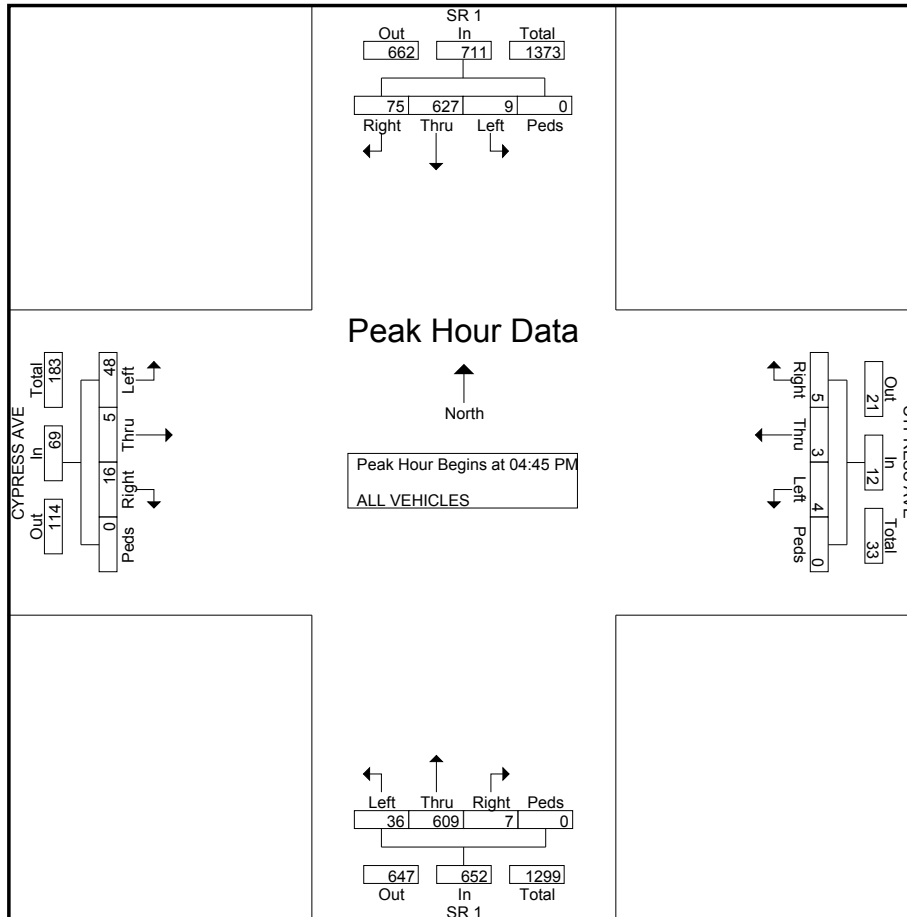 SR 1
Out In Total
662 711 1373
75 627 9 0
Right Thru Left Peds
Peak Hour Data
North
Peak Hour Begins at 04:45 PM
ALL VEHICLES
CYPRESS AVE
Total In Out
183 69 114
48 5 16 0
Left Thru Right Peds
Right Thru Left Peds
5 3 4 0
21 12 33
Out In Total
AVE
Left Thru Right Peds
36 609 7 0
647 652 1299
Out In Total
SR 1